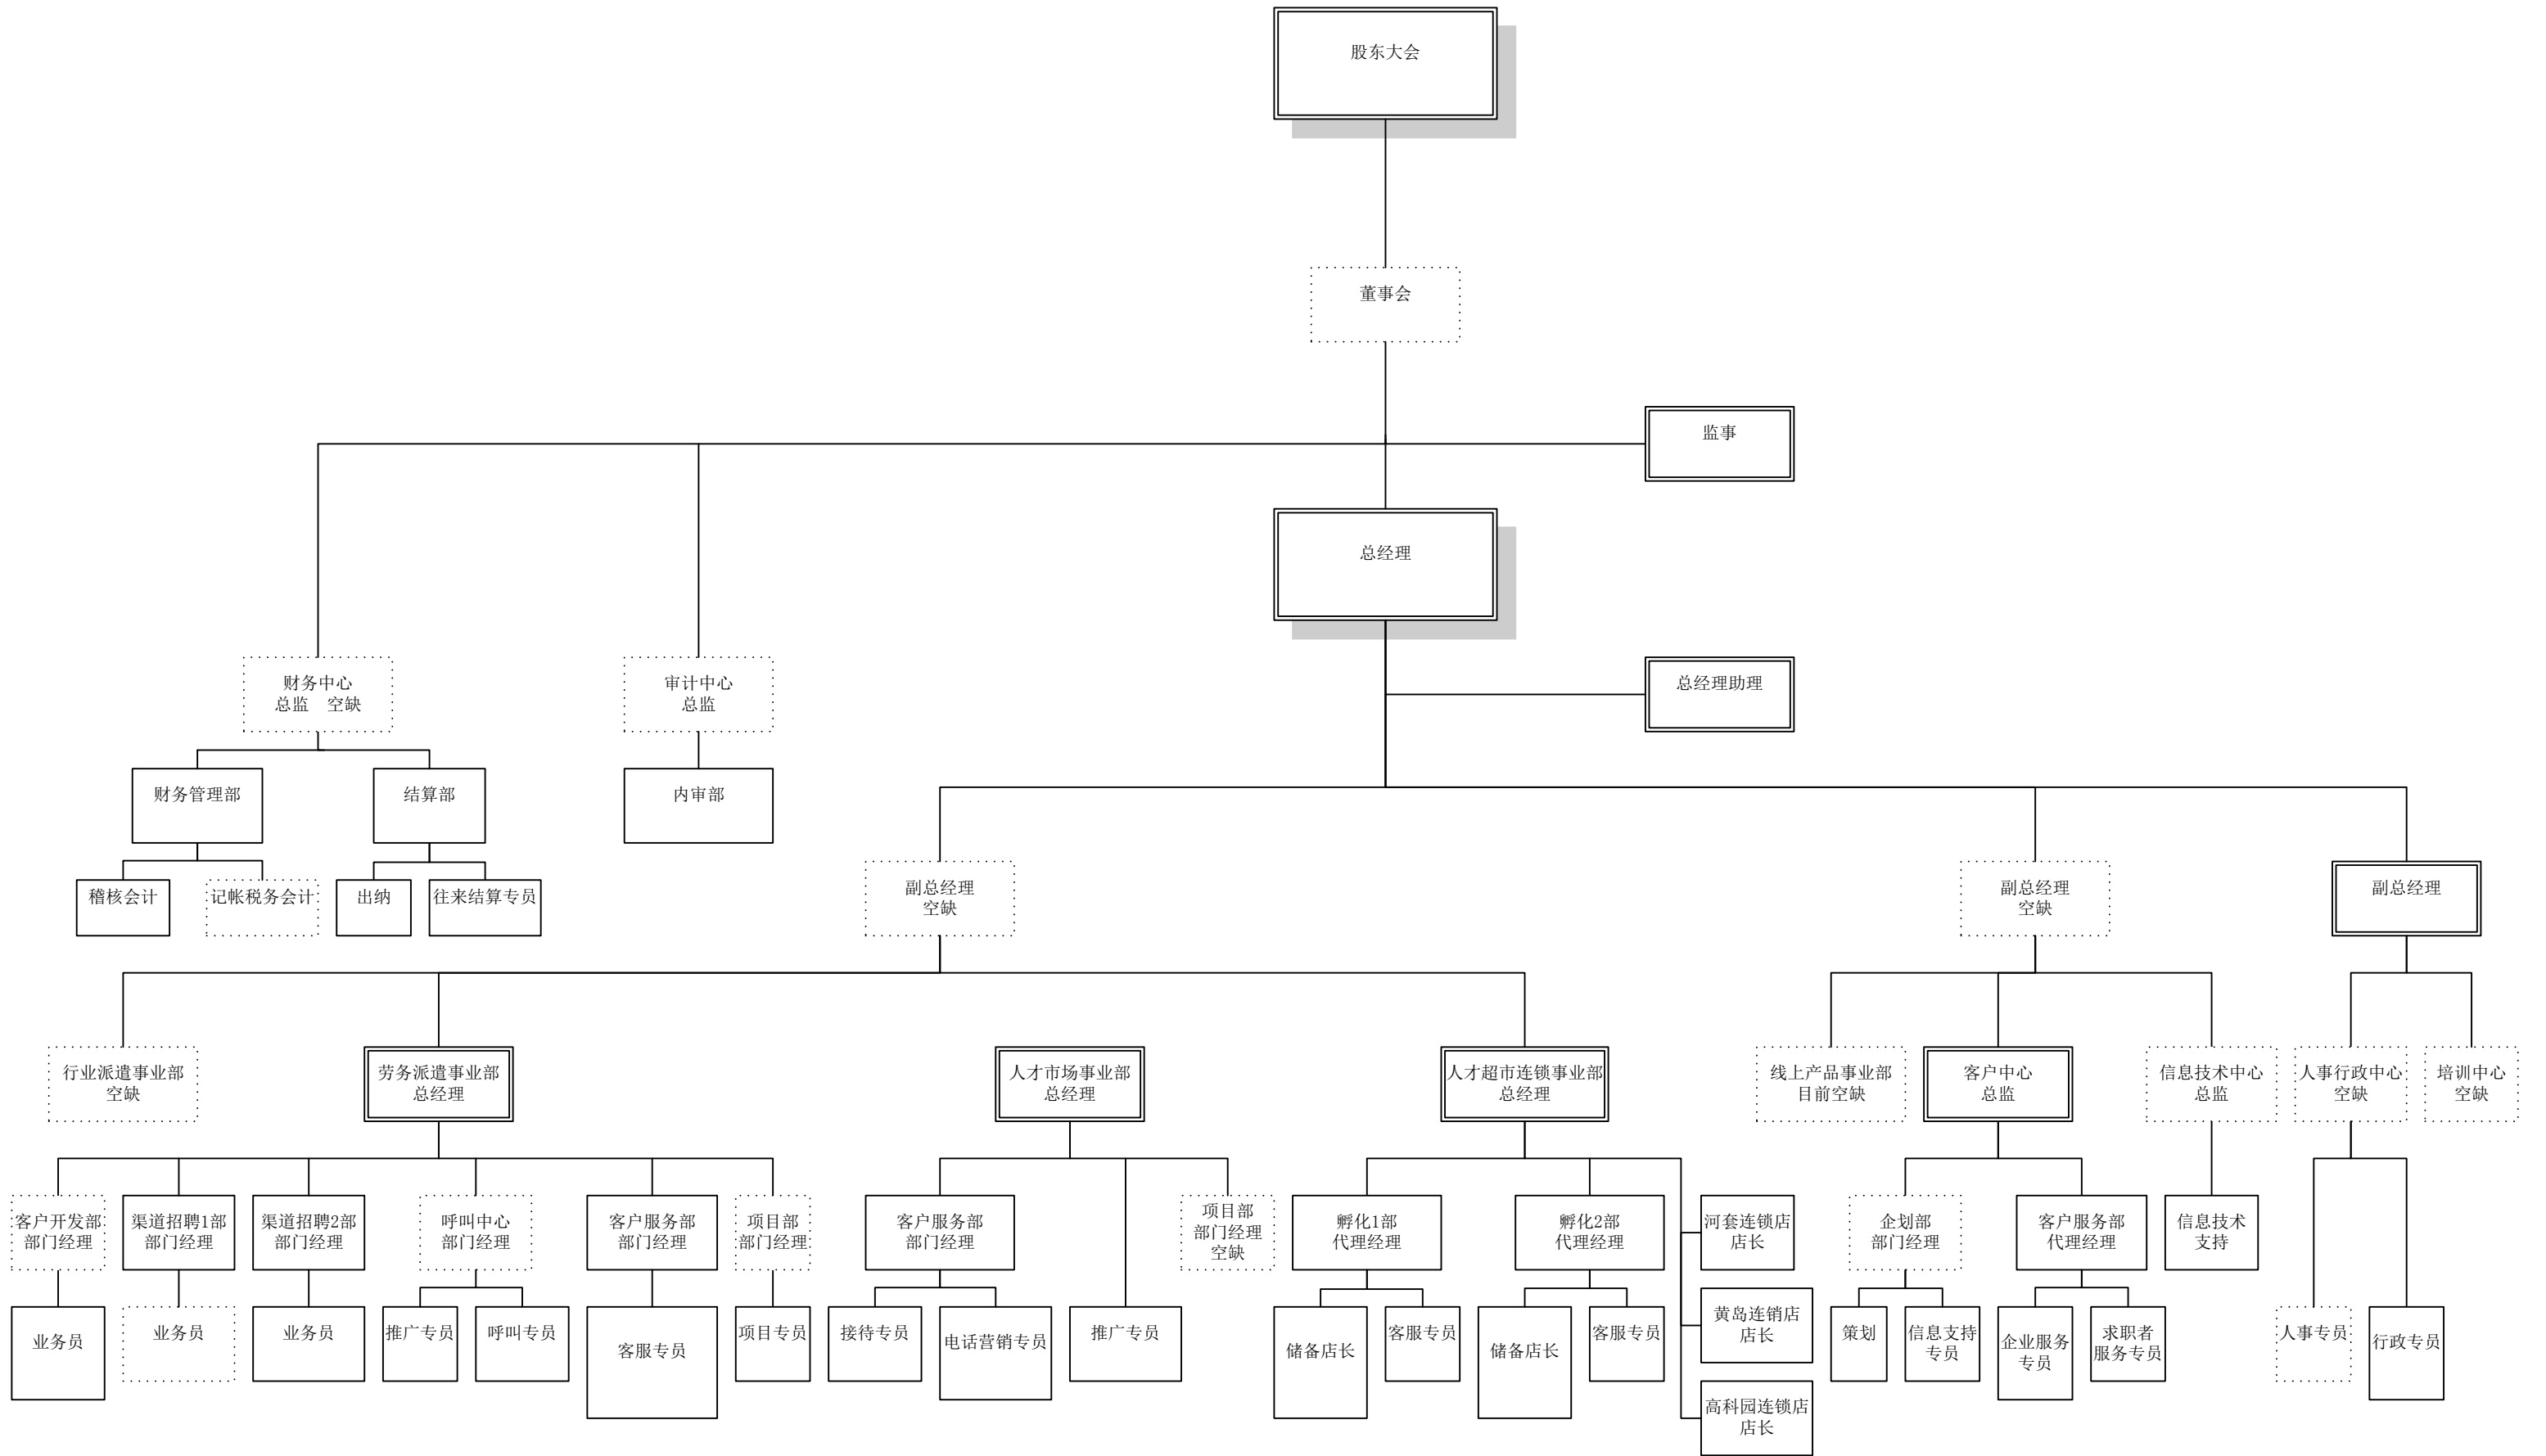 股东大会
董事会
监事
总经理
财务中心
总监　空缺
审计中心
总监
总经理助理
财务管理部
结算部
内审部
稽核会计
记帐税务会计
出纳
往来结算专员
副总经理
空缺
副总经理
空缺
副总经理
行业派遣事业部
空缺
劳务派遣事业部
总经理
人才市场事业部
总经理
人才超市连锁事业部
总经理
线上产品事业部
目前空缺
客户中心
总监
信息技术中心
总监
人事行政中心
空缺
培训中心
空缺
客户开发部
部门经理
渠道招聘1部
部门经理
渠道招聘2部
部门经理
呼叫中心
部门经理
客户服务部
部门经理
项目部
部门经理
客户服务部
部门经理
项目部
部门经理
空缺
孵化1部
代理经理
孵化2部
代理经理
河套连锁店
店长
企划部
部门经理
客户服务部
代理经理
信息技术
支持
业务员
业务员
业务员
推广专员
呼叫专员
客服专员
项目专员
接待专员
电话营销专员
推广专员
储备店长
客服专员
储备店长
客服专员
黄岛连销店
店长
策划
信息支持
专员
企业服务
专员
求职者
服务专员
人事专员
行政专员
高科园连锁店
店长